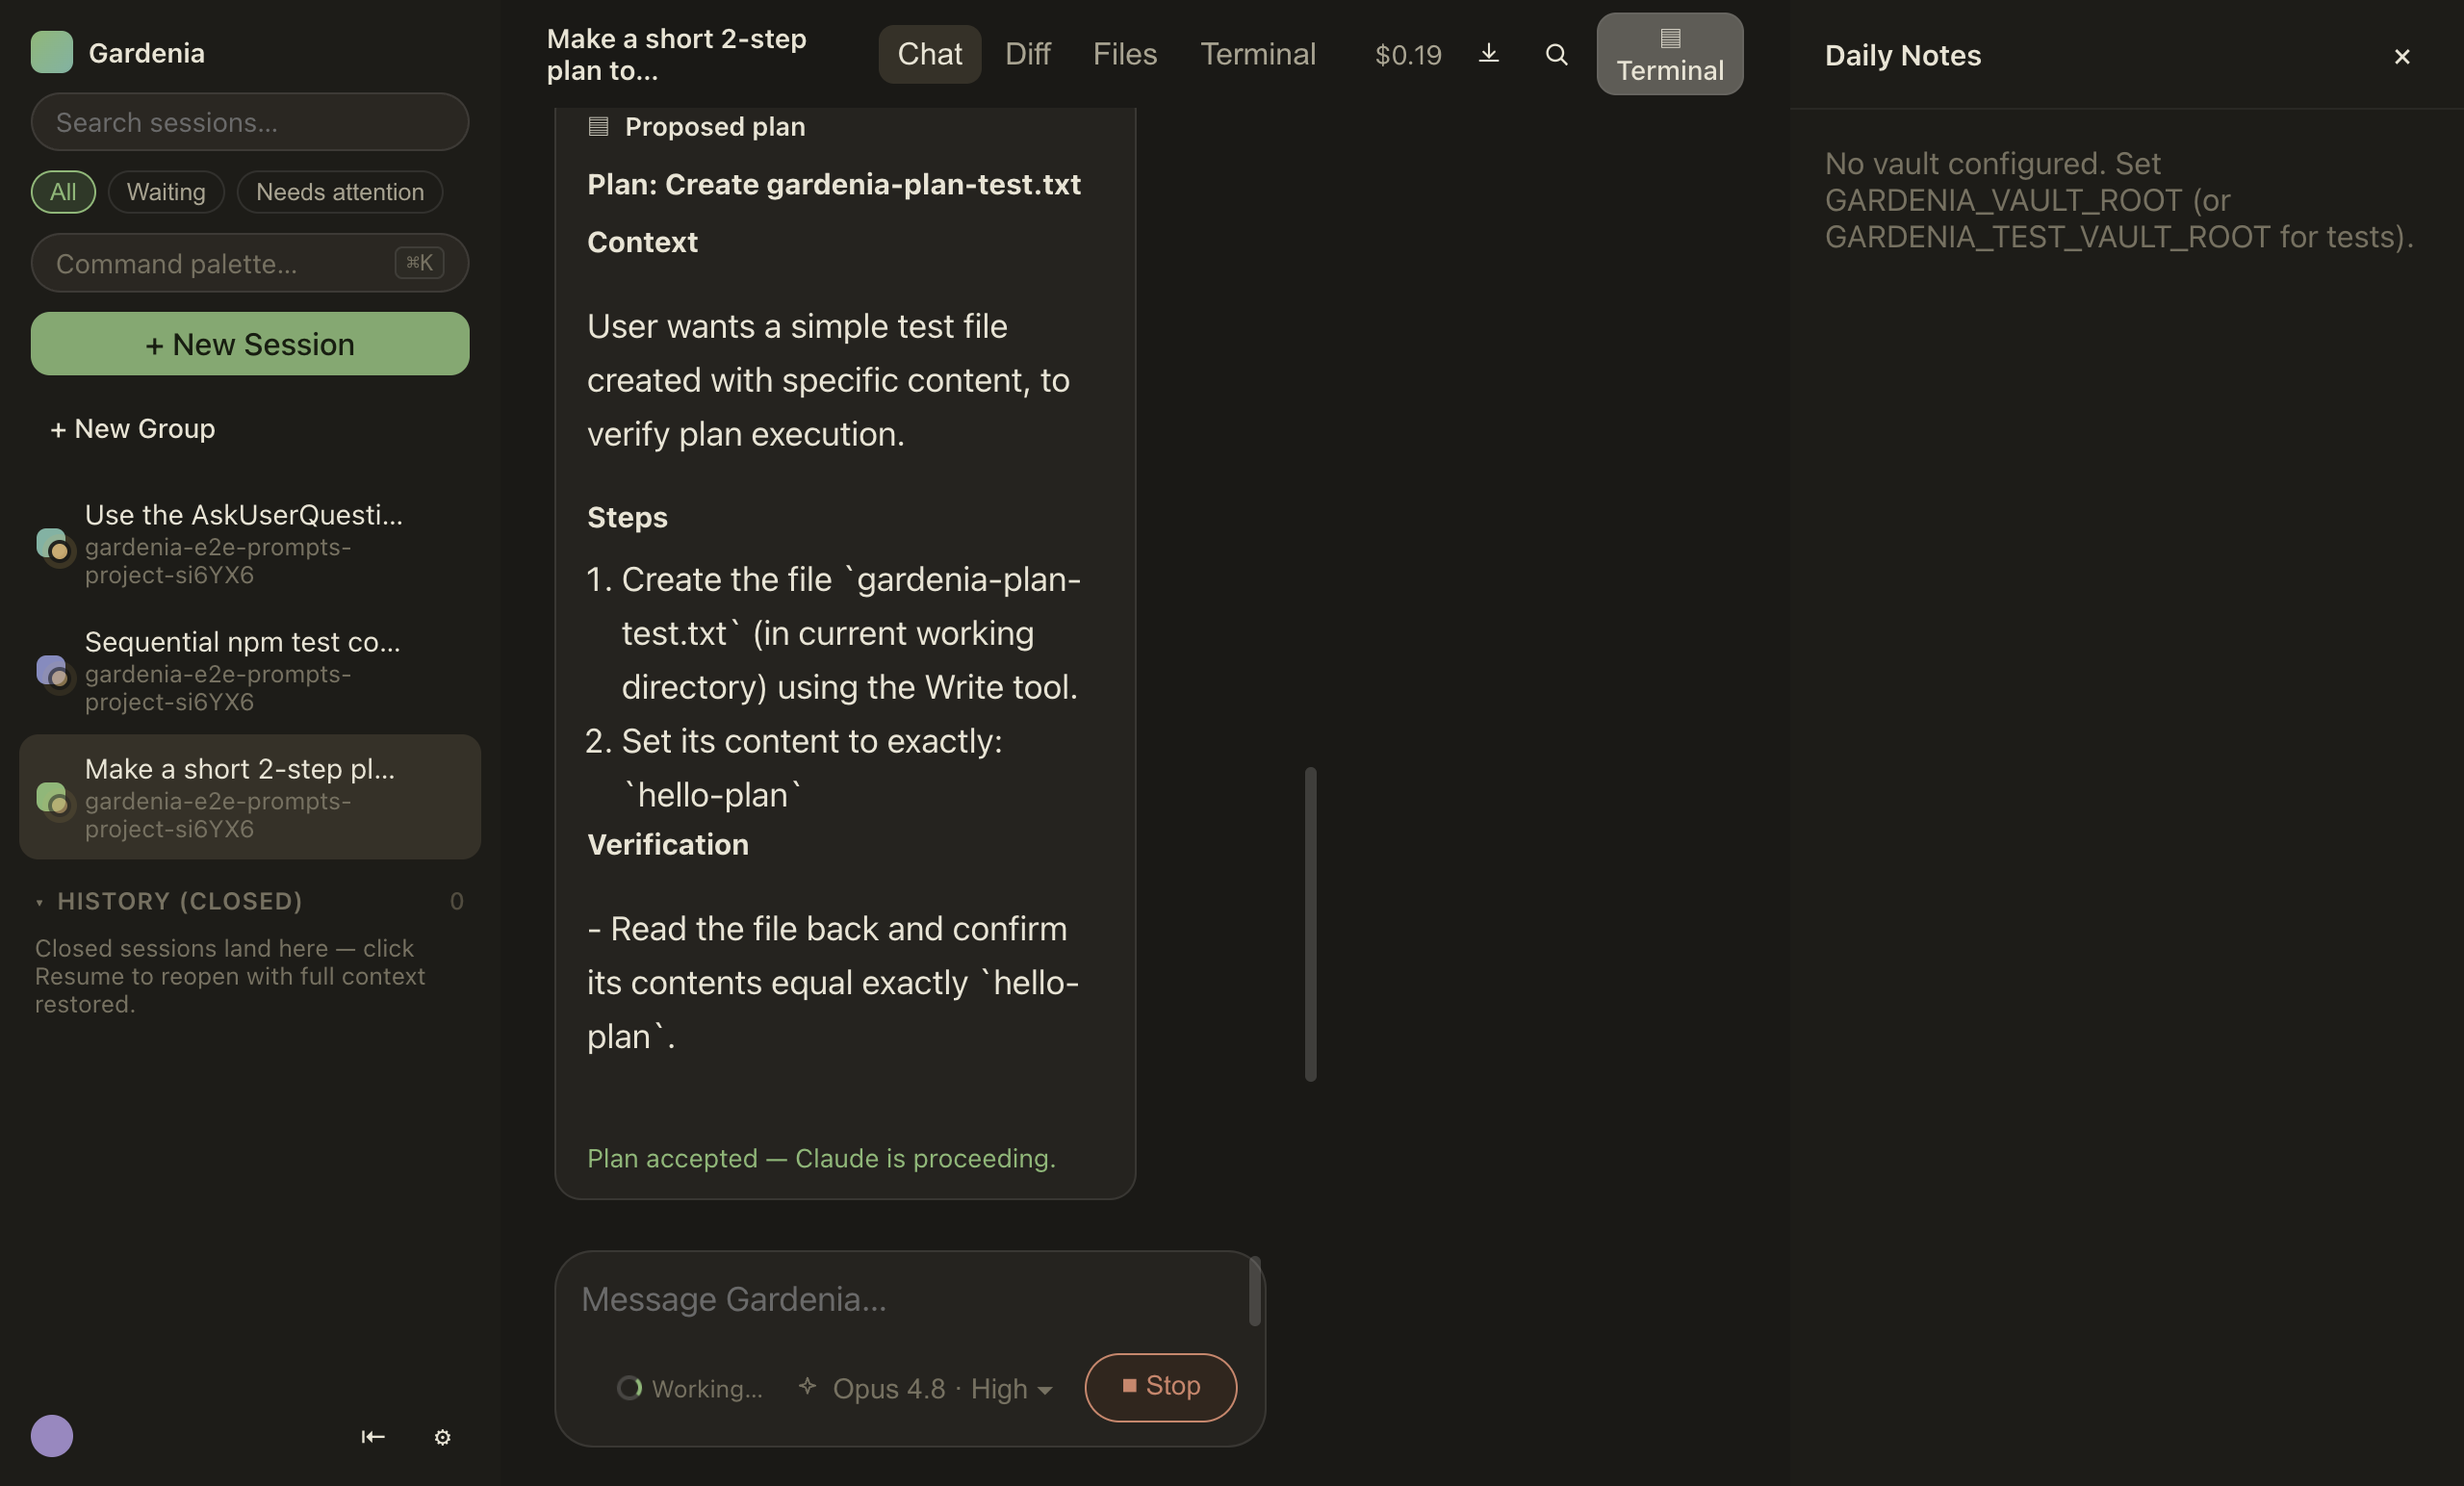 Gardenia
Search sessions...
All
Waiting
Needs attention
Command palette...
⌘K
+ New Session
+ New Group
Use the AskUserQuesti...
gardenia-e2e-prompts-
project-si6YX6
Sequential npm test co...
gardenia-e2e-prompts-
project-si6YX6
Make a short 2-step pl...
gardenia-e2e-prompts-
project-si6YX6
HISTORY (CLOSED)
0
Closed sessions land here — click
Resume to reopen with full context
restored.
Make a short 2-step
plan to...
Chat
Diff
Files
Terminal
$0.19
Terminal
Proposed plan
Plan: Create gardenia-plan-test.txt
Context
User wants a simple test file
created with specific content, to
verify plan execution.
Steps
1. Create the file `gardenia-plan-
test.txt` (in current working
directory) using the Write tool.
2. Set its content to exactly:
`hello-plan`
Verification
- Read the file back and confirm
its contents equal exactly `hello-
plan`.
Plan accepted — Claude is proceeding.
Message Gardenia...
Working...
Opus 4.8 · High
Stop
Daily Notes
No vault configured. Set
GARDENIA_VAULT_ROOT (or
GARDENIA_TEST_VAULT_ROOT for tests).